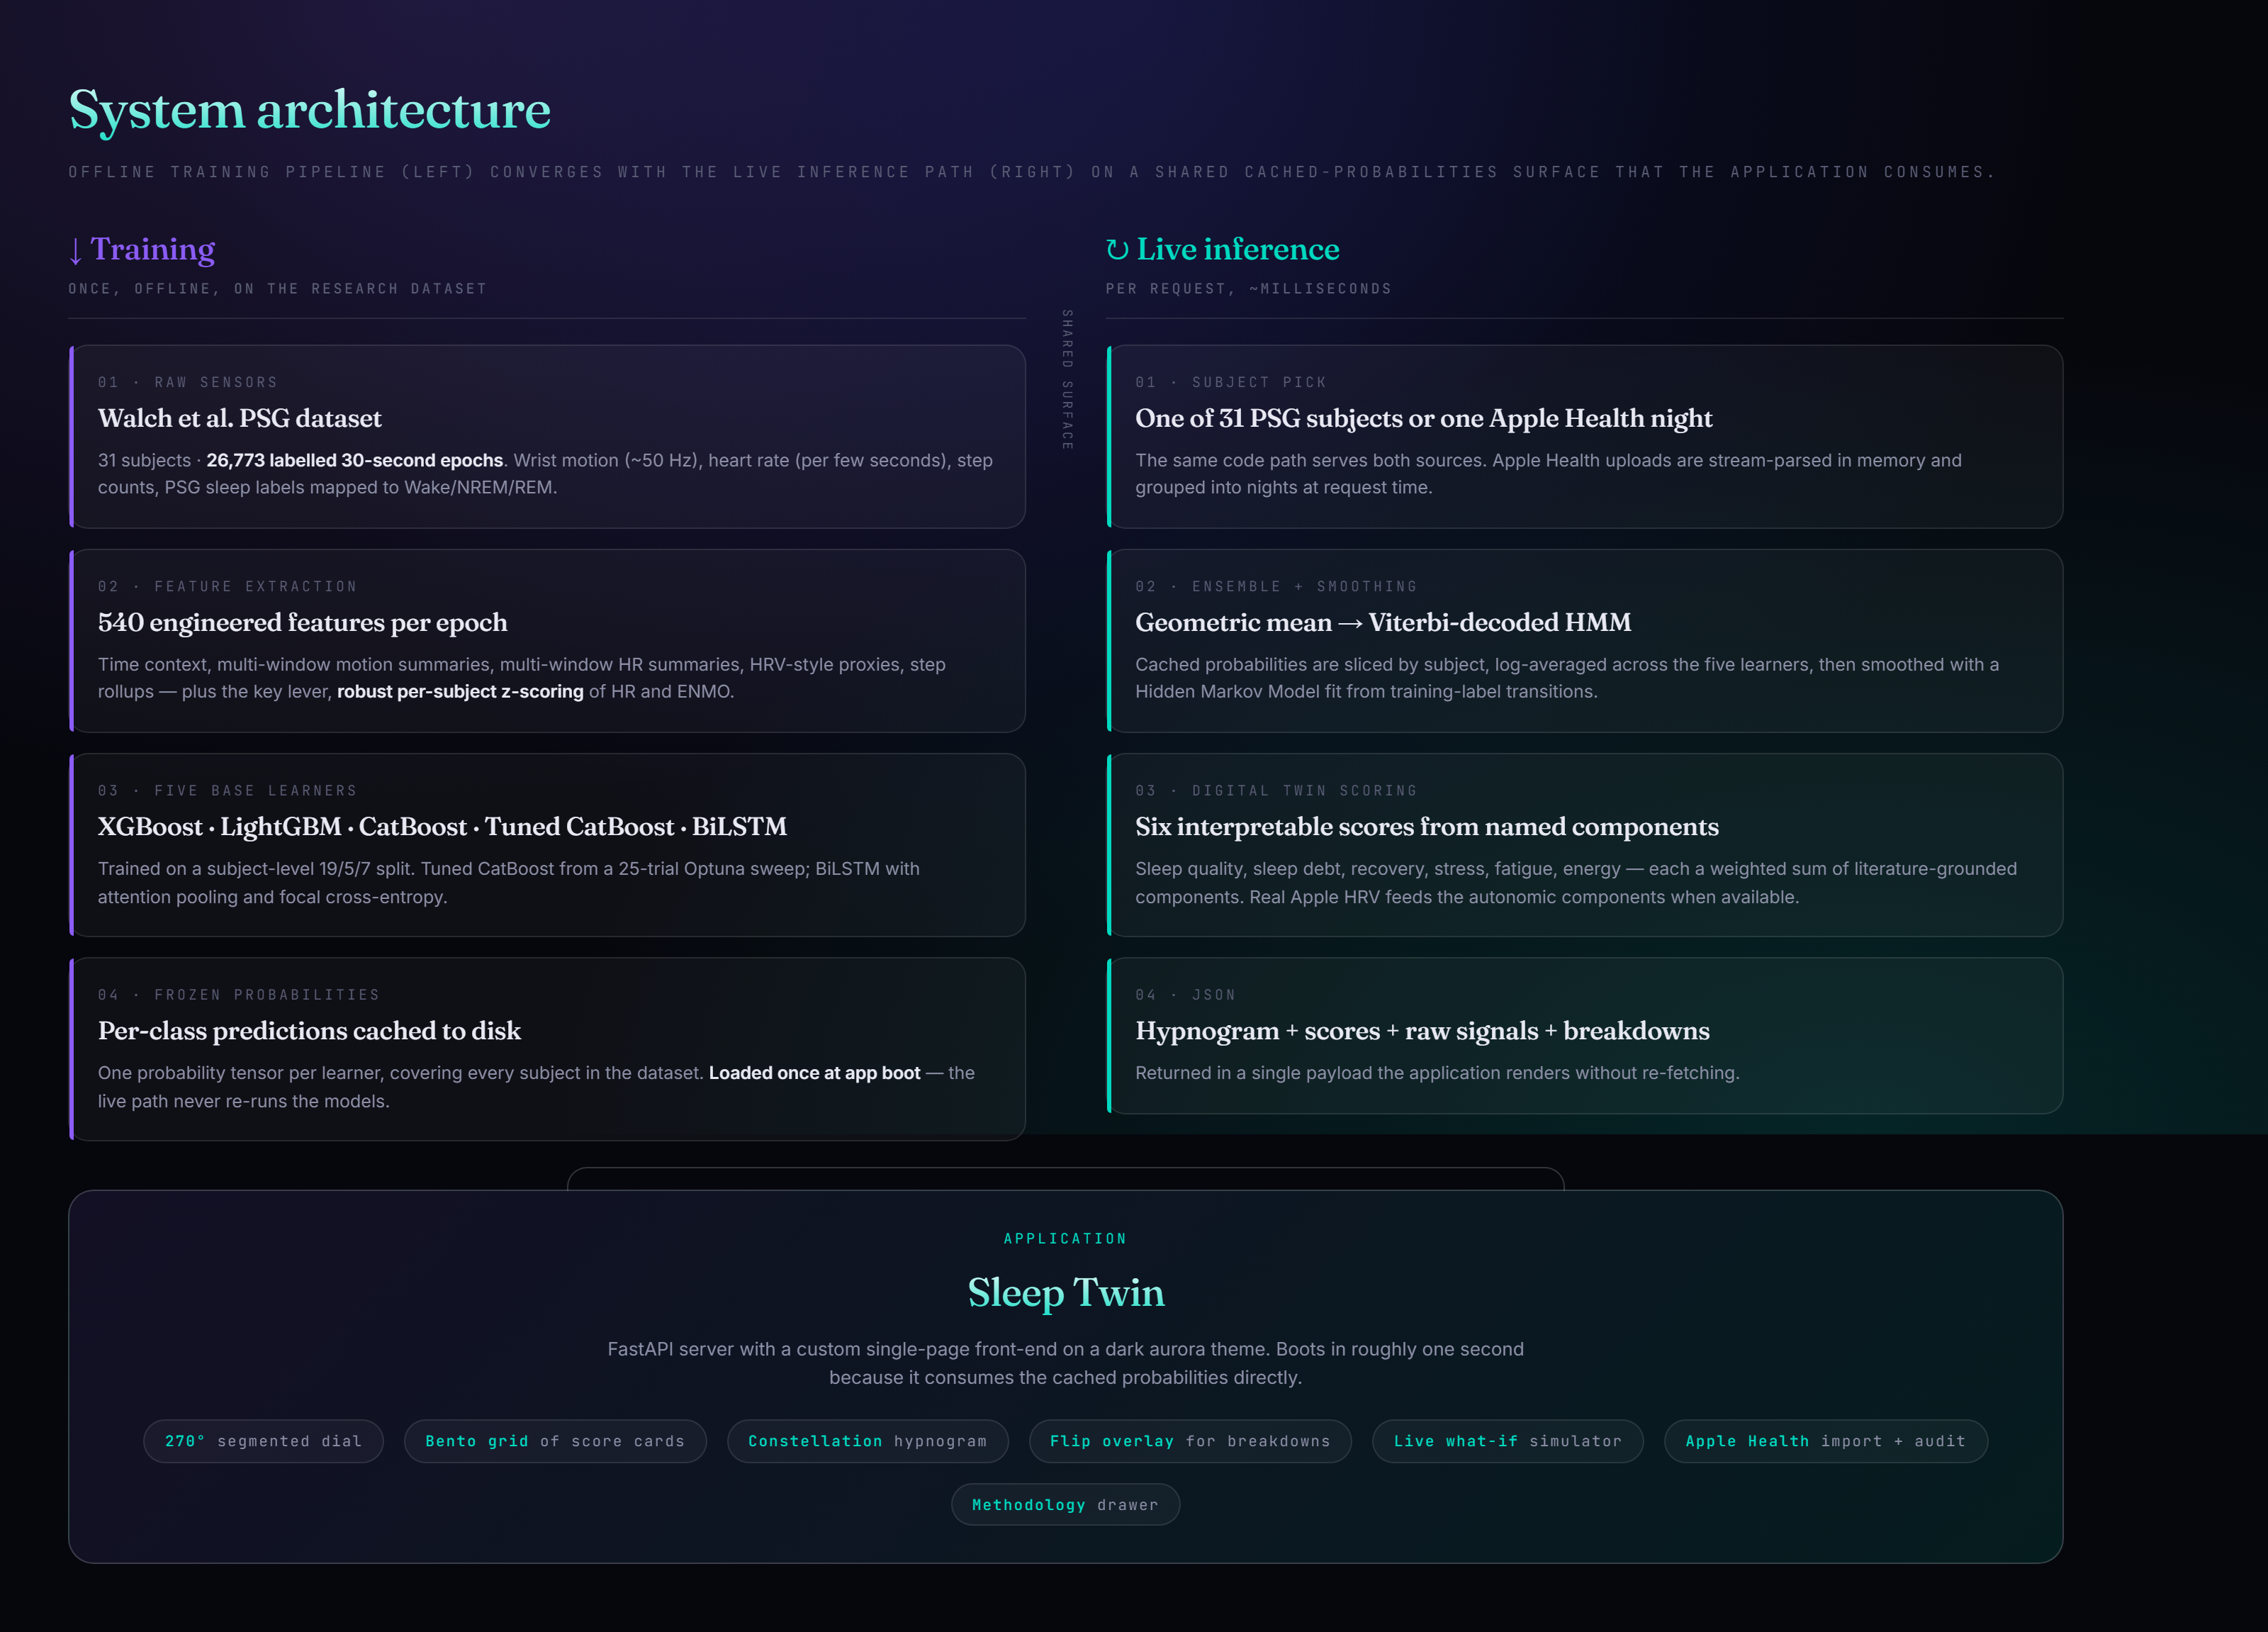 System architecture
OFFLINE TRAINING PIPELINE (LEFT) CONVERGES WITH THE LIVE INFERENCE PATH (RIGHT) ON A SHARED CACHED-PROBABILITIES SURFACE THAT THE APPLICATION CONSUMES.
↓ Training
ONCE, OFFLINE, ON THE RESEARCH DATASET
01 · RAW SENSORS
Walch et al. PSG dataset
31 subjects · 26,773 labelled 30-second epochs. Wrist motion (~50 Hz), heart rate (per few seconds), step
counts, PSG sleep labels mapped to Wake/NREM/REM.
02 · FEATURE EXTRACTION
540 engineered features per epoch
Time context, multi-window motion summaries, multi-window HR summaries, HRV-style proxies, step
rollups — plus the key lever, robust per-subject z-scoring of HR and ENMO.
03 · FIVE BASE LEARNERS
XGBoost · LightGBM · CatBoost · Tuned CatBoost · BiLSTM
Trained on a subject-level 19/5/7 split. Tuned CatBoost from a 25-trial Optuna sweep; BiLSTM with
attention pooling and focal cross-entropy.
04 · FROZEN PROBABILITIES
Per-class predictions cached to disk
One probability tensor per learner, covering every subject in the dataset. Loaded once at app boot — the
live path never re-runs the models.
SHARED SURFACE
↻ Live inference
PER REQUEST, ~MILLISECONDS
01 · SUBJECT PICK
One of 31 PSG subjects or one Apple Health night
The same code path serves both sources. Apple Health uploads are stream-parsed in memory and
grouped into nights at request time.
02 · ENSEMBLE + SMOOTHING
Geometric mean → Viterbi-decoded HMM
Cached probabilities are sliced by subject, log-averaged across the five learners, then smoothed with a
Hidden Markov Model fit from training-label transitions.
03 · DIGITAL TWIN SCORING
Six interpretable scores from named components
Sleep quality, sleep debt, recovery, stress, fatigue, energy — each a weighted sum of literature-grounded
components. Real Apple HRV feeds the autonomic components when available.
04 · JSON
Hypnogram + scores + raw signals + breakdowns
Returned in a single payload the application renders without re-fetching.
APPLICATION
Sleep Twin
FastAPI server with a custom single-page front-end on a dark aurora theme. Boots in roughly one second
because it consumes the cached probabilities directly.
270° segmented dial
Bento grid of score cards
Constellation hypnogram
Flip overlay for breakdowns
Live what-if simulator
Apple Health import + audit
Methodology drawer